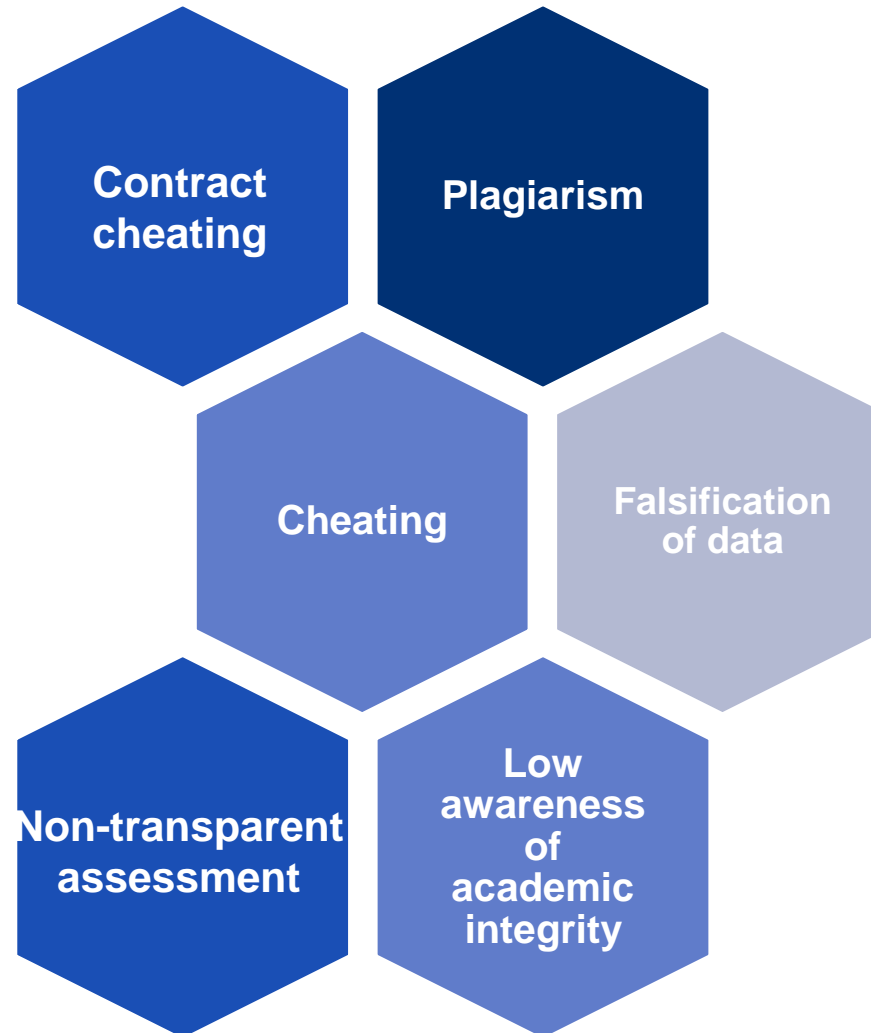 Contract
cheating
Plagiarism
Cheating
Falsification
of data
Non-transparent
assessment
Low
awareness
of
academic
integrity